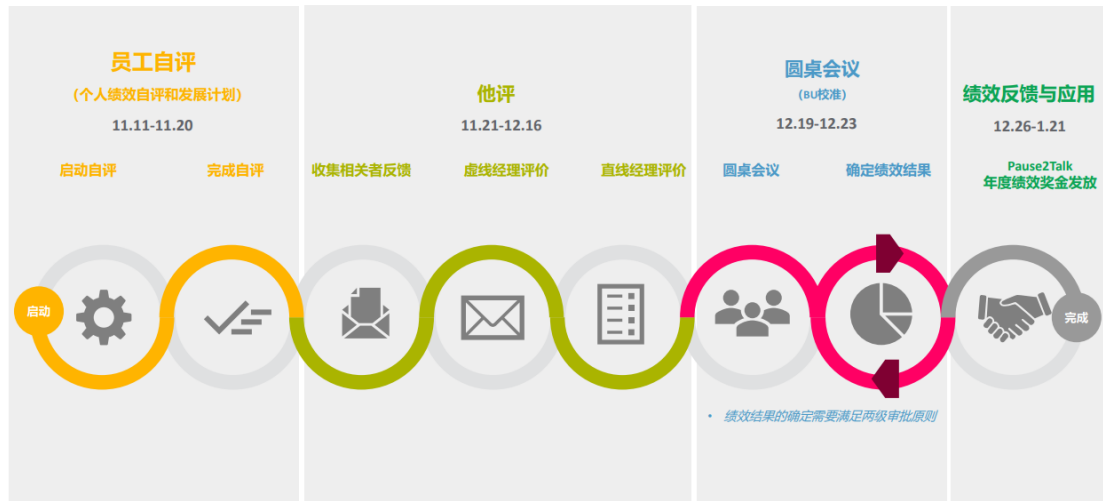 员工自评
（个人绩效自评和发展计划）
11.11-11.20
启动自评
完成自评
他评
11.21-12.16
收集相关者反馈
虚线经理评价
直线经理评价
圆桌会议
（BU校准）
12.19-12.23
圆桌会议
确定绩效结果
绩效反馈与应用
12.26-1.21
Pause2Talk
年度绩效奖金发放
启动
完成
• 绩效结果的确定需要满足两级审批原则